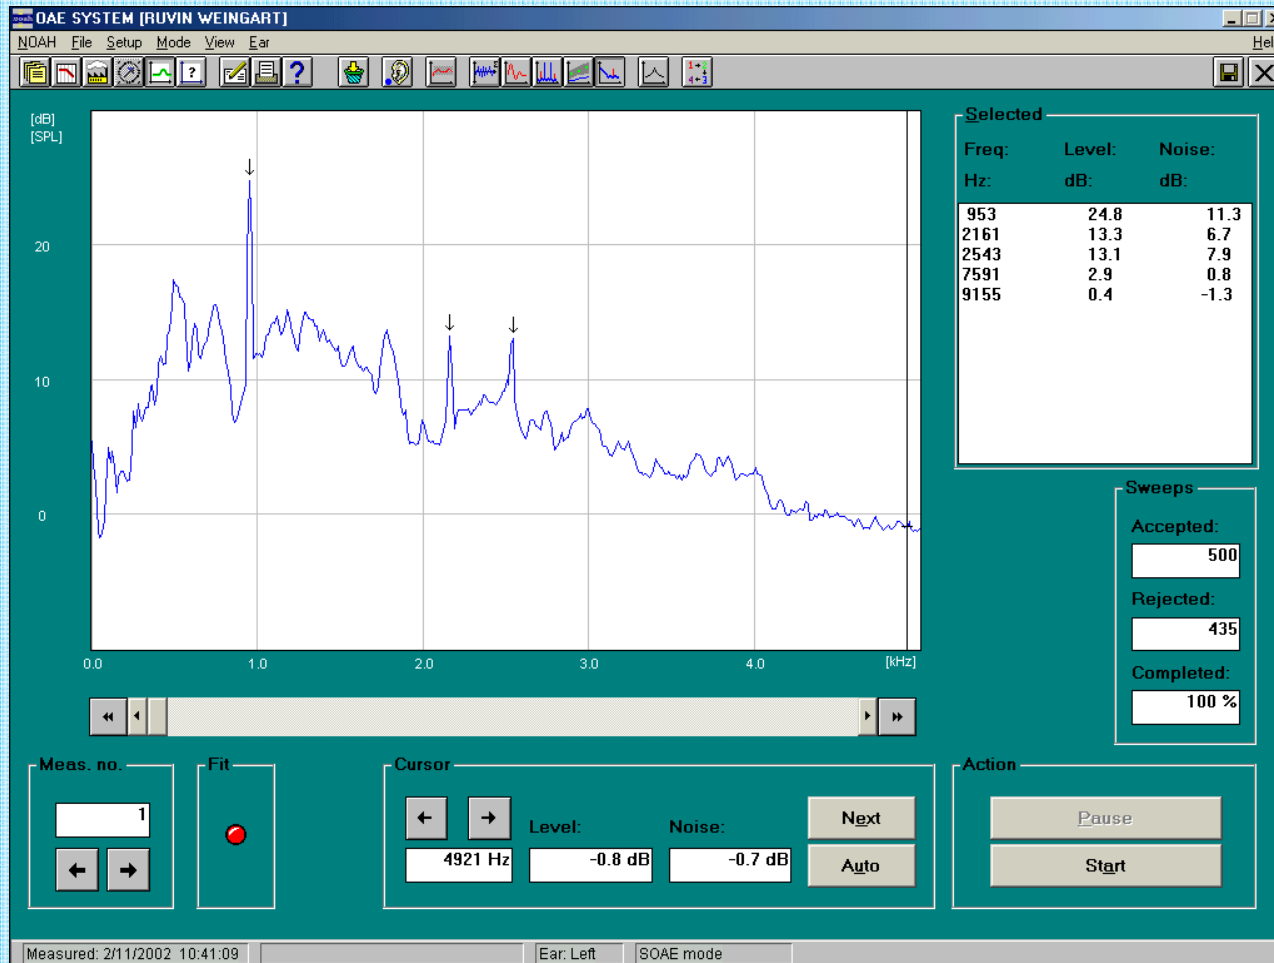 OAE SYSTEM [RUVIN WEINGART]
NOAH File Setup Mode View Ear Hel
[dB]
[SPL]
20
10
0
0.0 1.0 2.0 3.0 4.0 [kHz]
Selected
Freq: Level: Noise:
Hz: dB: dB:
953 24.8 11.3
2161 13.3 6.7
2543 13.1 7.9
7591 2.9 0.8
9155 0.4 -1.3
Sweeps
Accepted:
500
Rejected:
435
Completed:
100 %
Meas. no.
1
Fit
Cursor
Level: Noise:
4921 Hz -0.8 dB -0.7 dB
Next
Auto
Action
Pause
Start
Measured: 2/11/2002 10:41:09 Ear: Left SOAE mode